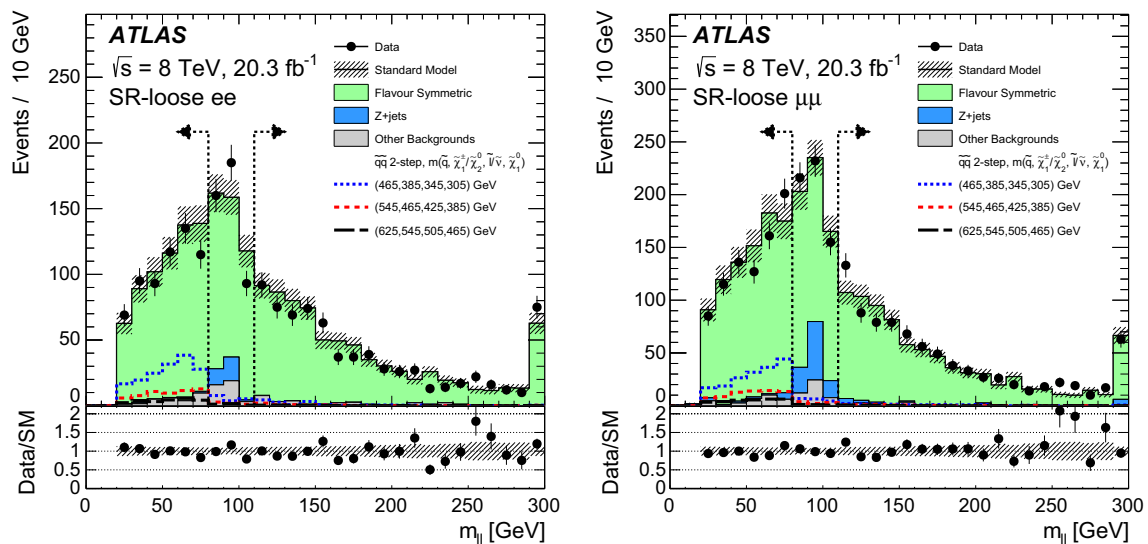 Events / 10 GeV
ATLAS
√s = 8 TeV, 20.3 fb⁻¹
SR-loose ee
Data
Standard Model
Flavour Symmetric
Z+jets
Other Backgrounds
q̃q̃ 2-step, m(q̃, χ̃₁±/χ̃₂⁰, l̃/ν̃, χ̃₁⁰)
(465,385,345,305) GeV
(545,465,425,385) GeV
(625,545,505,465) GeV
250
200
150
100
50
0
Data/SM
2
1.5
1
0.5
0
0 50 100 150 200 250 300
m_ll [GeV]
Events / 10 GeV
ATLAS
√s = 8 TeV, 20.3 fb⁻¹
SR-loose μμ
Data
Standard Model
Flavour Symmetric
Z+jets
Other Backgrounds
q̃q̃ 2-step, m(q̃, χ̃₁±/χ̃₂⁰, l̃/ν̃, χ̃₁⁰)
(465,385,345,305) GeV
(545,465,425,385) GeV
(625,545,505,465) GeV
350
300
250
200
150
100
50
0
Data/SM
2
1.5
1
0.5
0
0 50 100 150 200 250 300
m_ll [GeV]